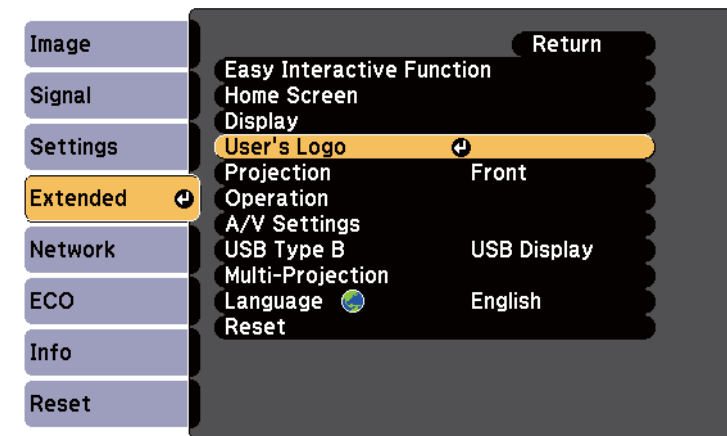 Image
Signal
Settings
Extended
Network
ECO
Info
Reset
Return
Easy Interactive Function
Home Screen
Display
User's Logo
Projection Front
Operation
A/V Settings
USB Type B USB Display
Multi-Projection
Language English
Reset